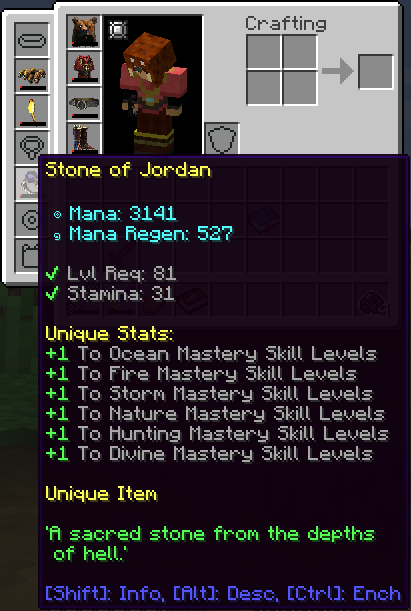 Crafting
Stone of Jordan
Mana: 3141
Mana Regen: 527
✓ Lvl Req: 81
✓ Stamina: 31
Unique Stats:
+1 To Ocean Mastery Skill Levels
+1 To Fire Mastery Skill Levels
+1 To Storm Mastery Skill Levels
+1 To Nature Mastery Skill Levels
+1 To Hunting Mastery Skill Levels
+1 To Divine Mastery Skill Levels
Unique Item
'A sacred stone from the depths
of hell.'
[Shift]: Info, [Alt]: Desc, [Ctrl]: Ench